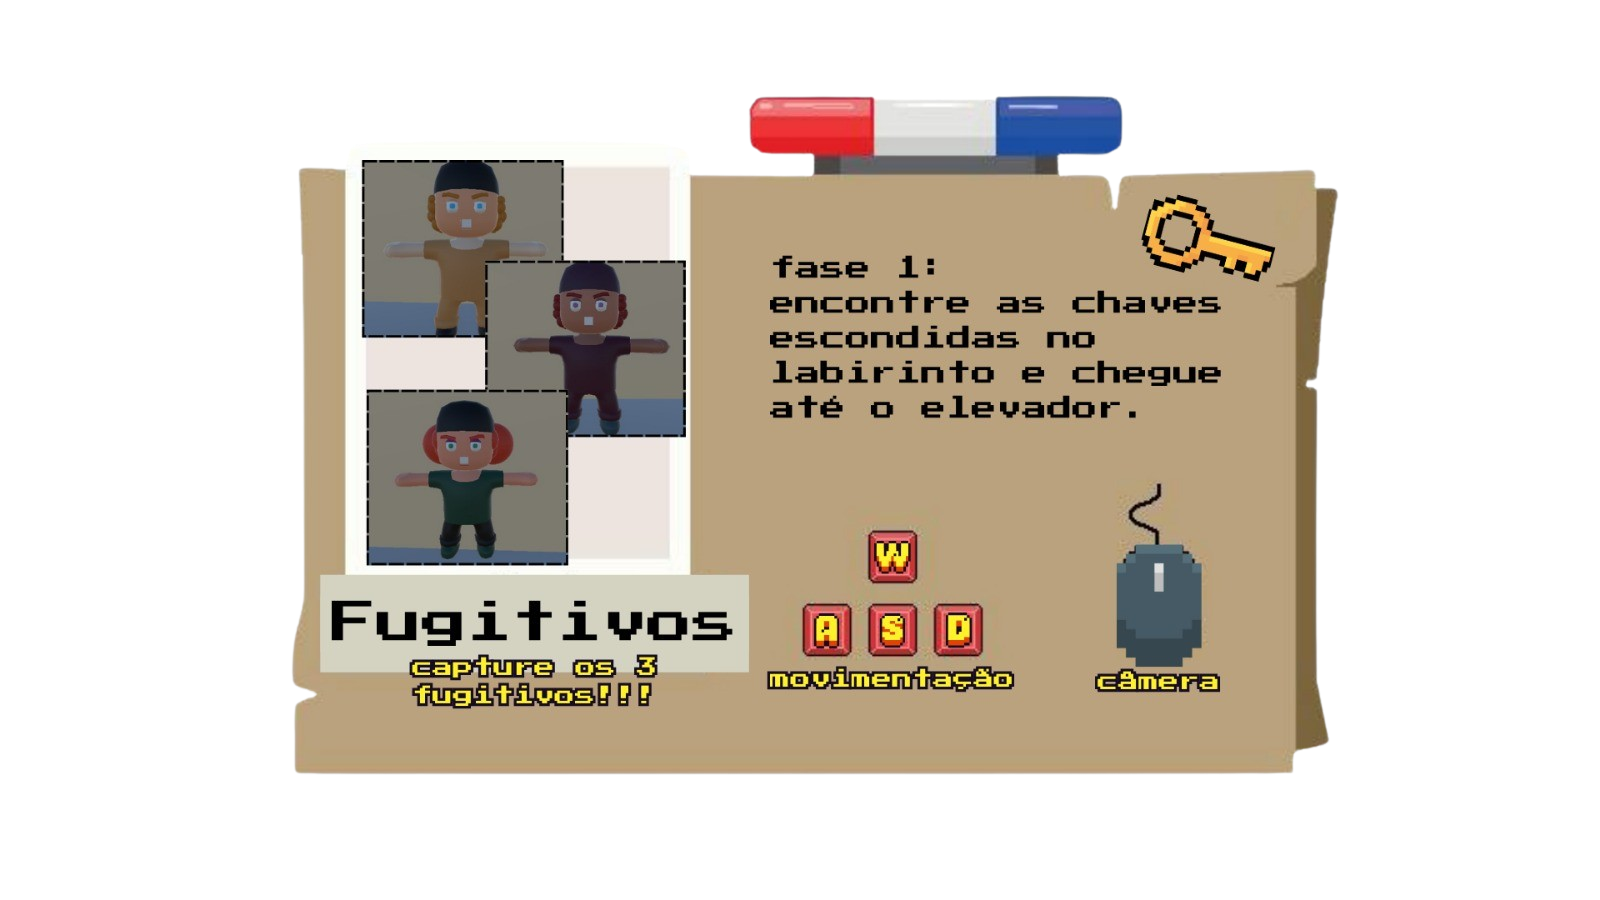 Fugitivos
capture os 3
fugitivos!!!
fase 1:
encontre as chaves
escondidas no
labirinto e chegue
até o elevador.
W
A S D
movimentação
câmera